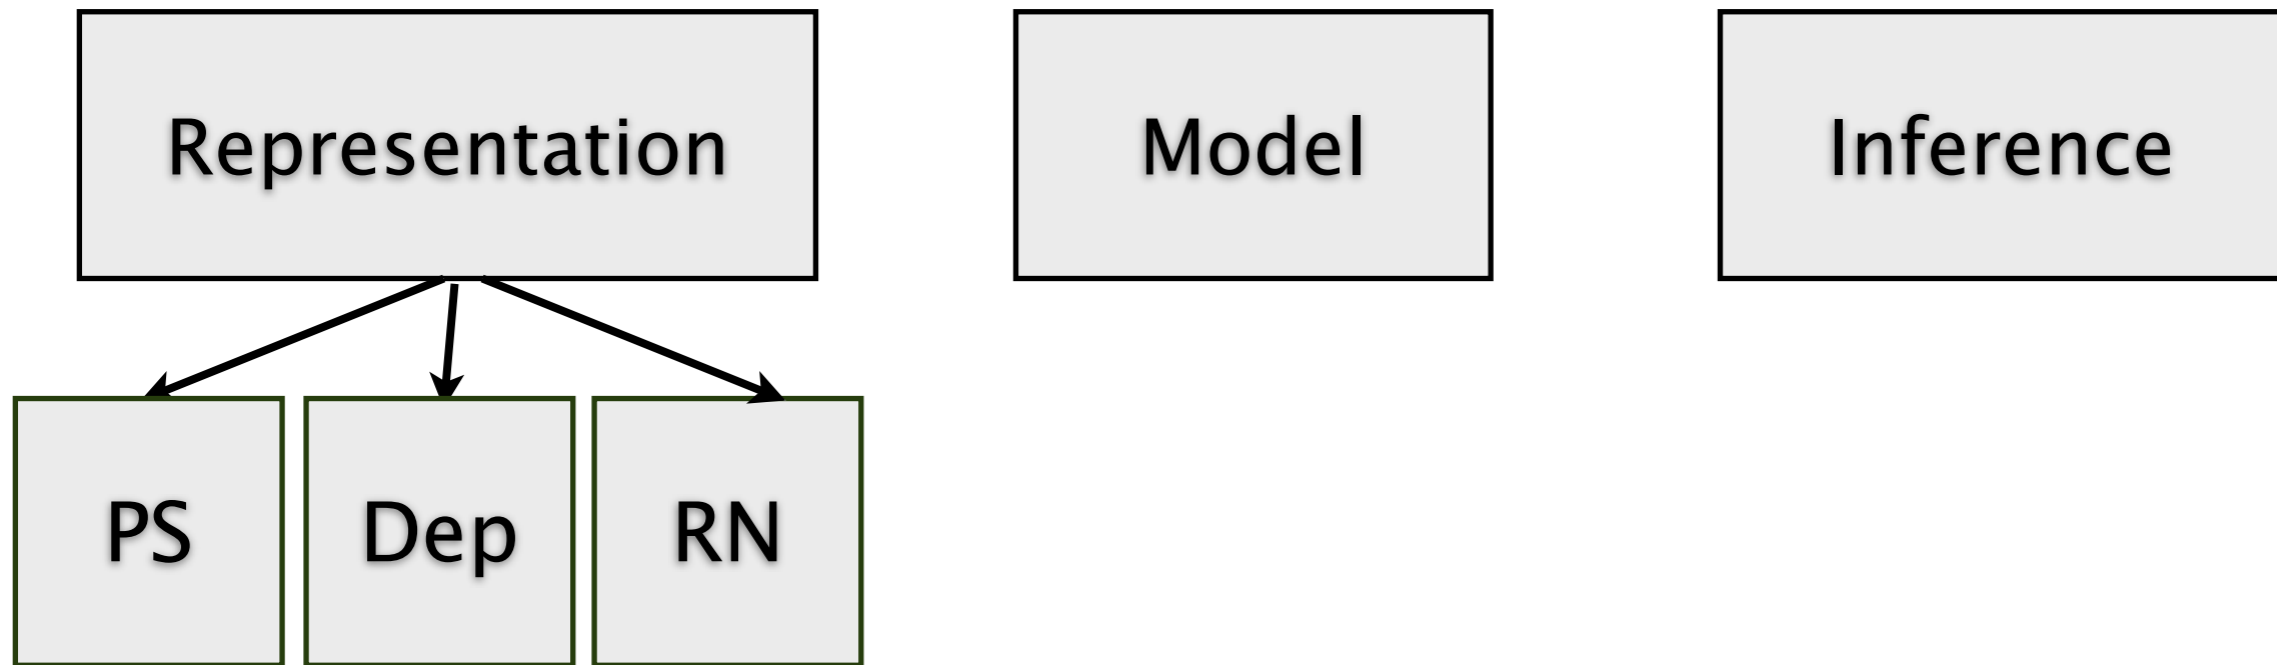 Representation
Model
Inference
PS
Dep
RN